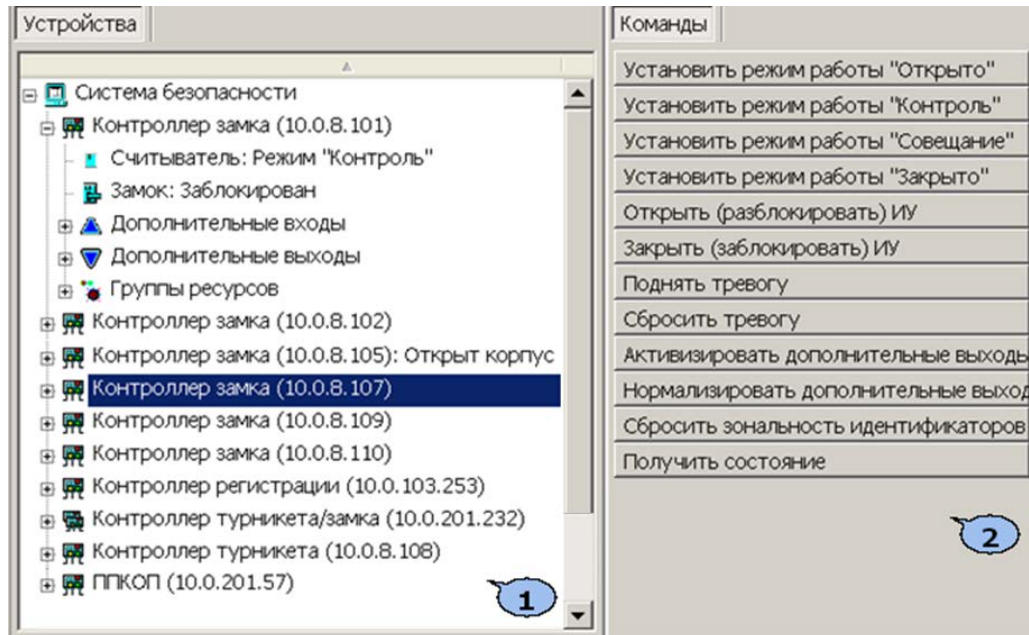 Устройства
Система безопасности
Контроллер замка (10.0.8.101)
Считыватель: Режим "Контроль"
Замок: Заблокирован
Дополнительные входы
Дополнительные выходы
Группы ресурсов
Контроллер замка (10.0.8.102)
Контроллер замка (10.0.8.105): Открыт корпус
Контроллер замка (10.0.8.107)
Контроллер замка (10.0.8.109)
Контроллер замка (10.0.8.110)
Контроллер регистрации (10.0.103.253)
Контроллер турникета/замка (10.0.201.232)
Контроллер турникета (10.0.8.108)
ППКОП (10.0.201.57)
1
Команды
Установить режим работы "Открыто"
Установить режим работы "Контроль"
Установить режим работы "Совещание"
Установить режим работы "Закрыто"
Открыть (разблокировать) ИУ
Закрыть (заблокировать) ИУ
Поднять тревогу
Сбросить тревогу
Активизировать дополнительные выходы
Нормализировать дополнительные выход
Сбросить зональность идентификаторов
Получить состояние
2